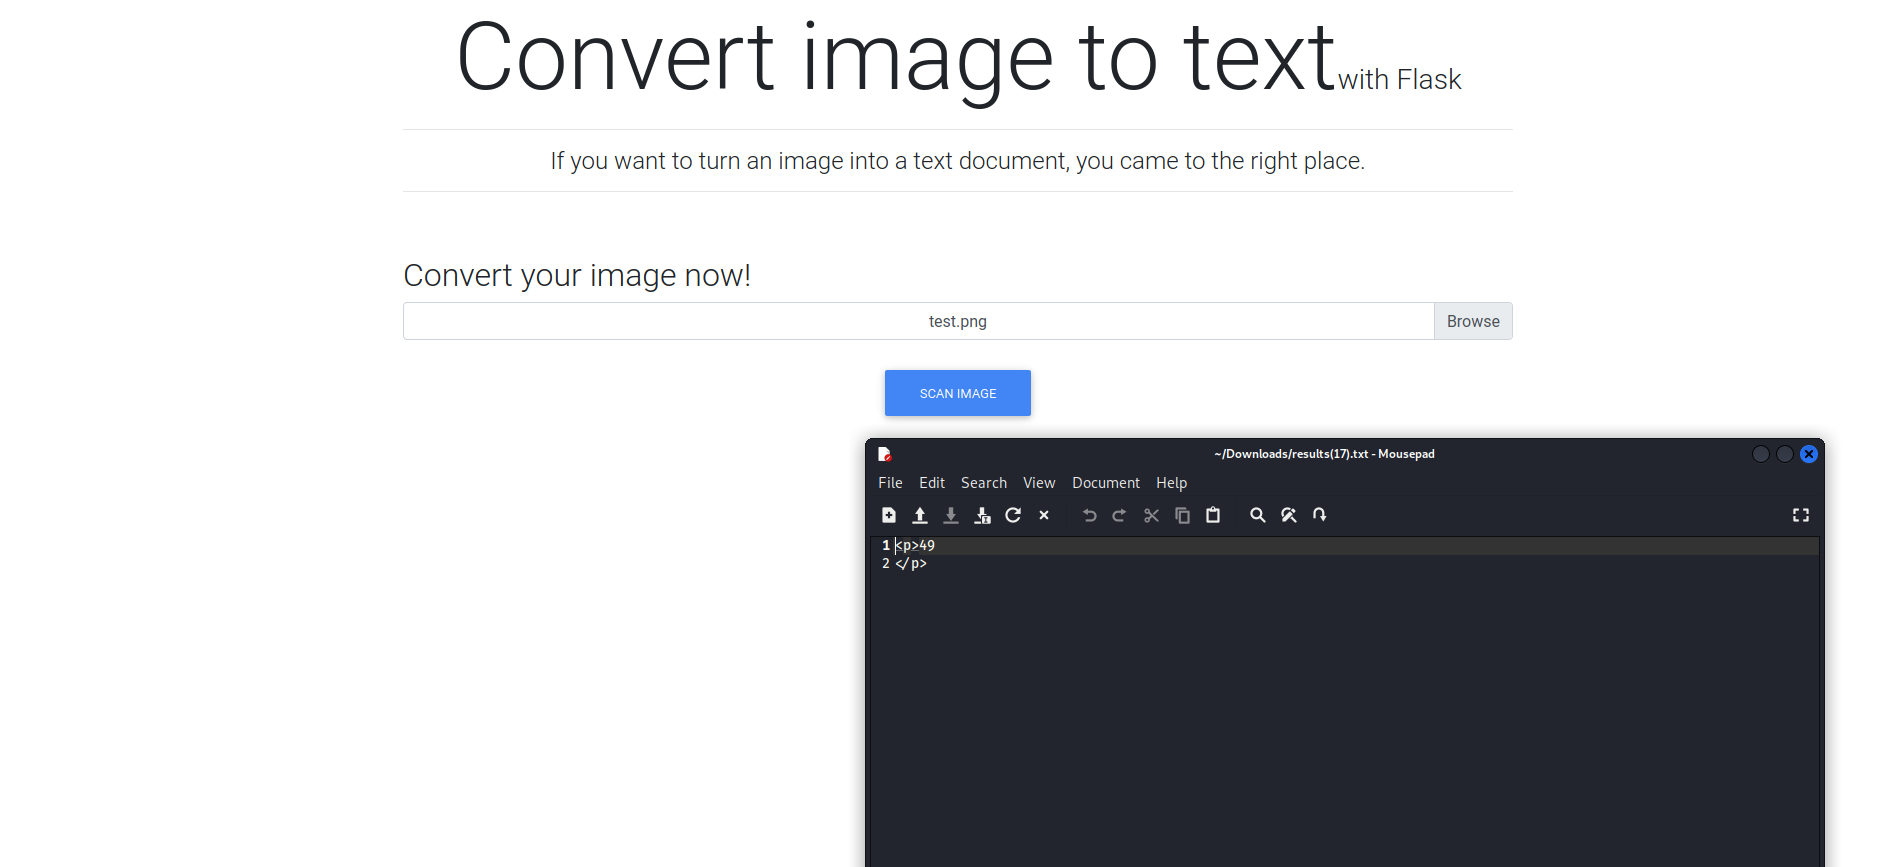 Convert image to text with Flask
If you want to turn an image into a text document, you came to the right place.
Convert your image now!
test.png Browse
SCAN IMAGE
~/Downloads/results(17).txt - Mousepad
File Edit Search View Document Help
1 <p>49
2 </p>